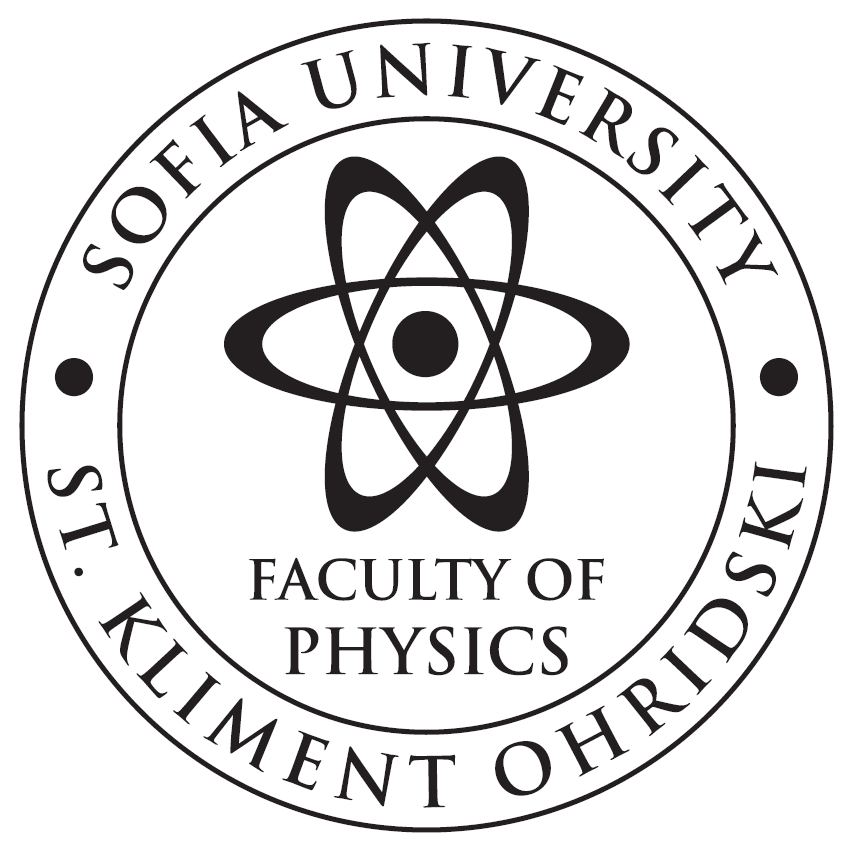 SOFIA UNIVERSITY
FACULTY OF
PHYSICS
ST. KLIMENT OHRIDSKI